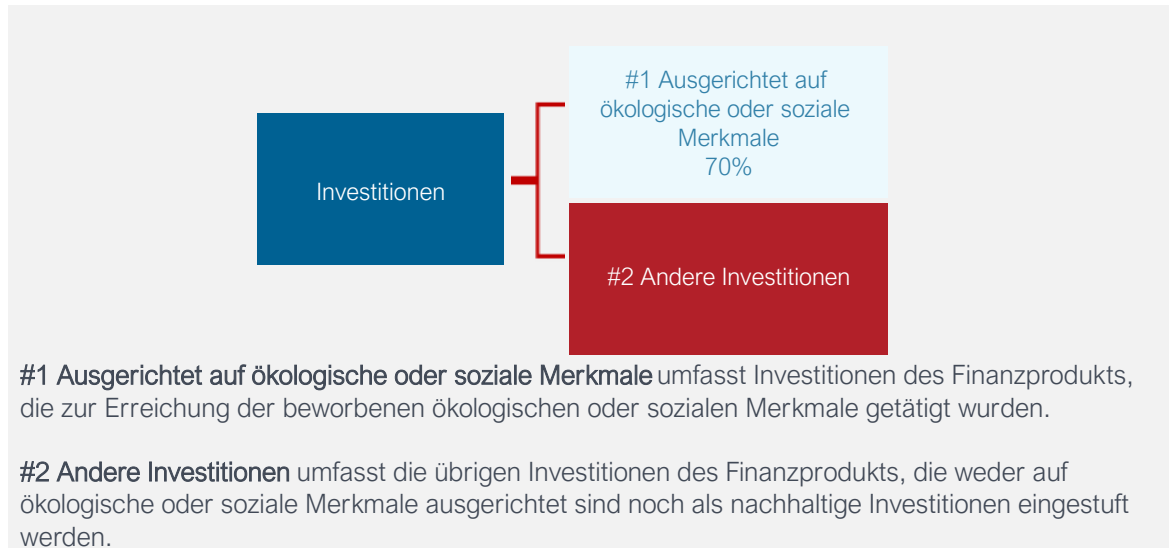 #1 Ausgerichtet auf
ökologische oder soziale
Merkmale
70%
Investitionen
#2 Andere Investitionen
#1 Ausgerichtet auf ökologische oder soziale Merkmale umfasst Investitionen des Finanzprodukts,
die zur Erreichung der beworbenen ökologischen oder sozialen Merkmale getätigt wurden.
#2 Andere Investitionen umfasst die übrigen Investitionen des Finanzprodukts, die weder auf
ökologische oder soziale Merkmale ausgerichtet sind noch als nachhaltige Investitionen eingestuft
werden.